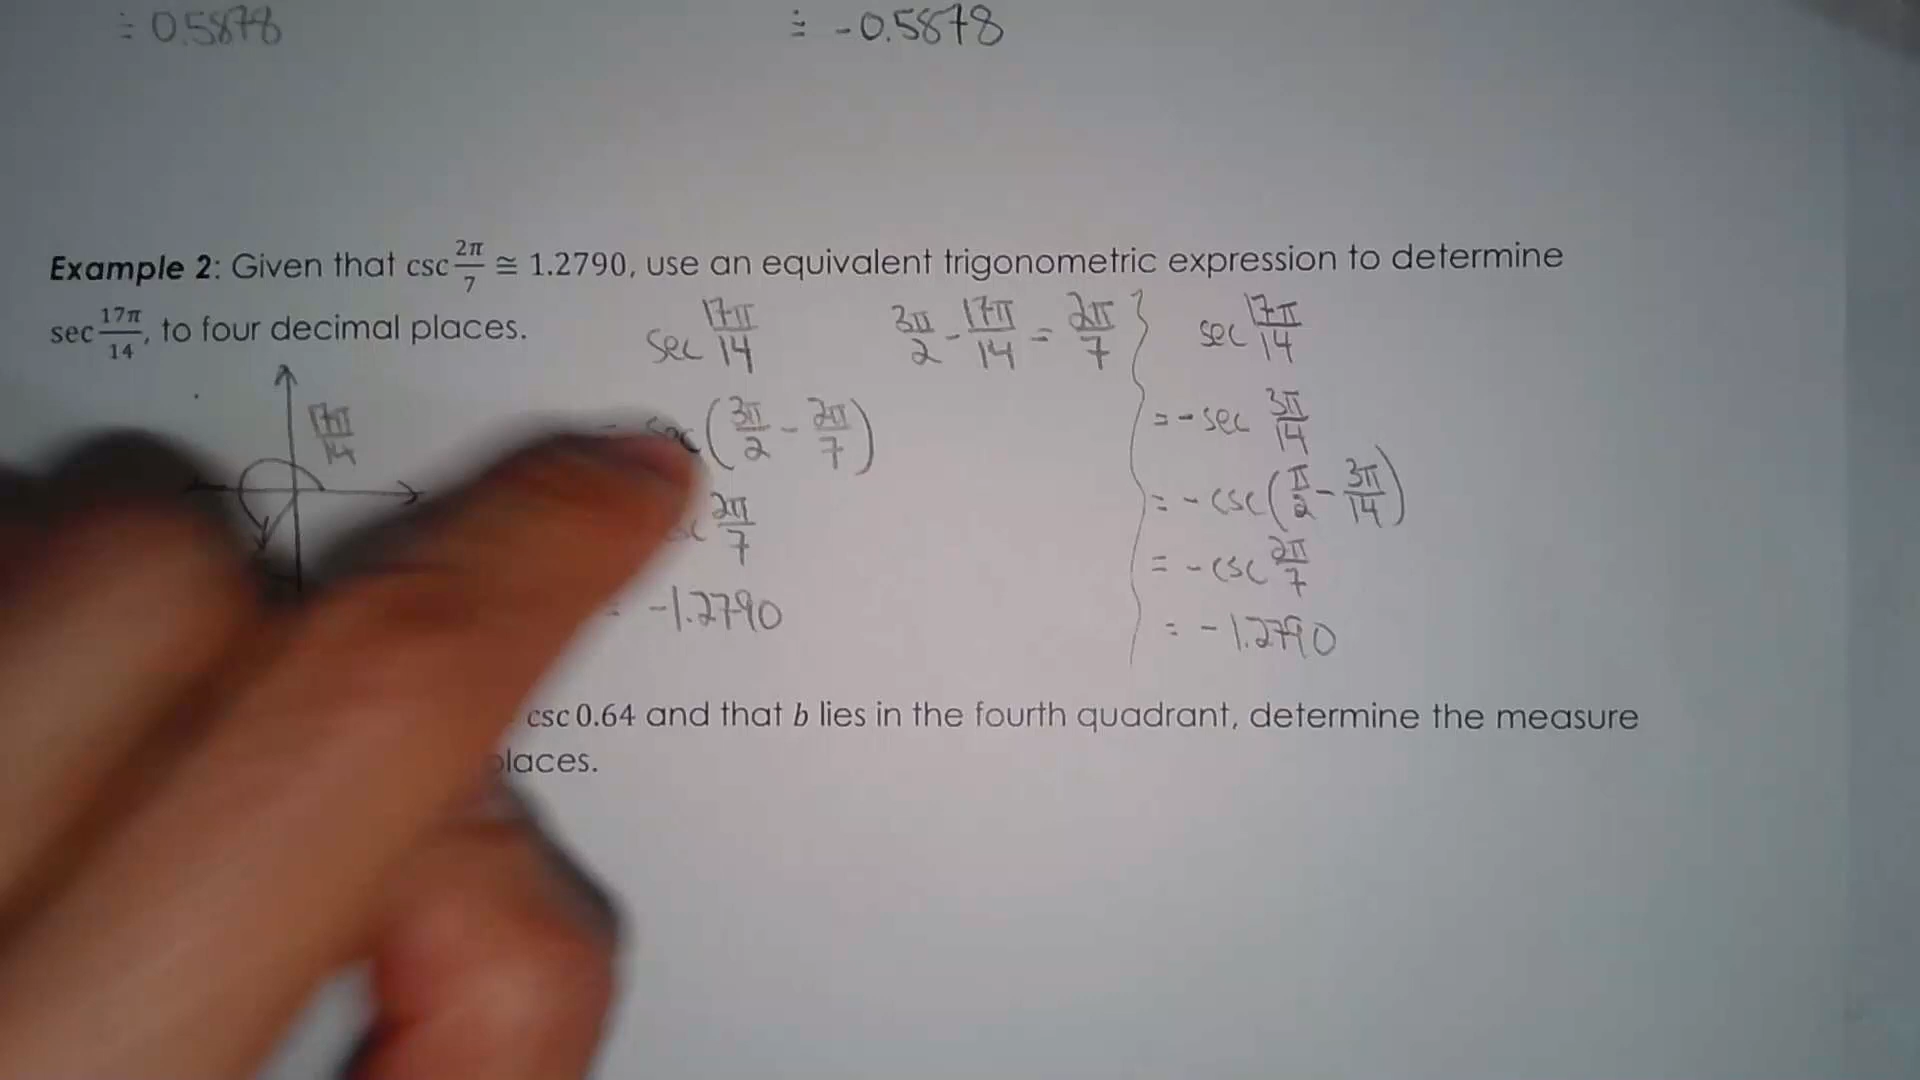 ≐ 0.5878
≐ -0.5878
Example 2: Given that csc 2π/7 ≅ 1.2790, use an equivalent trigonometric expression to determine
sec 17π/14, to four decimal places.
17π/14
sec 17π/14
sec (3π/2 - 2π/7)
2π/7
-1.2790
3π/2 - 17π/14 = 2π/7
sec 17π/14
= -sec 3π/14
= -csc (π/2 - 3π/14)
= -csc 2π/7
= -1.2790
csc 0.64 and that b lies in the fourth quadrant, determine the measure
places.